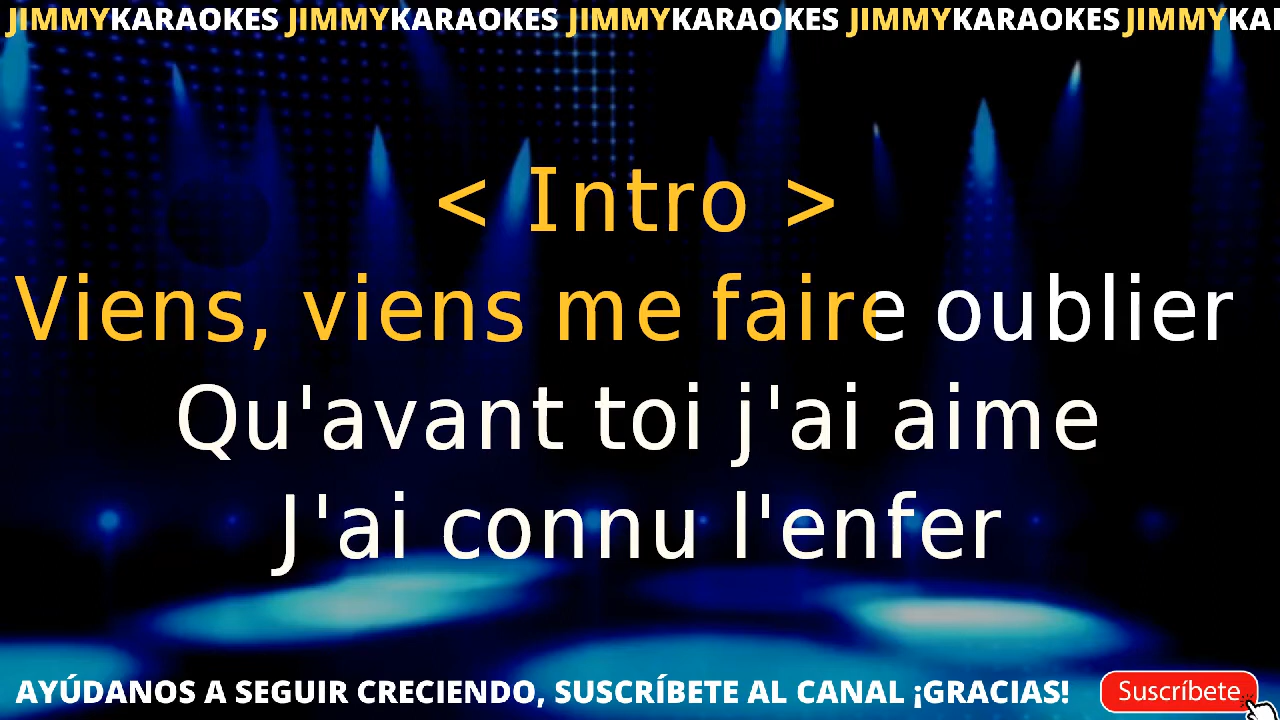 JIMMYKARAOKES JIMMYKARAOKES JIMMYKARAOKES JIMMYKARAOKES JIMMYKA
< Intro >
Viens, viens me faire oublier
Qu'avant toi j'ai aime
J'ai connu l'enfer
AYÚDANOS A SEGUIR CRECIENDO, SUSCRÍBETE AL CANAL ¡GRACIAS! Suscríbete